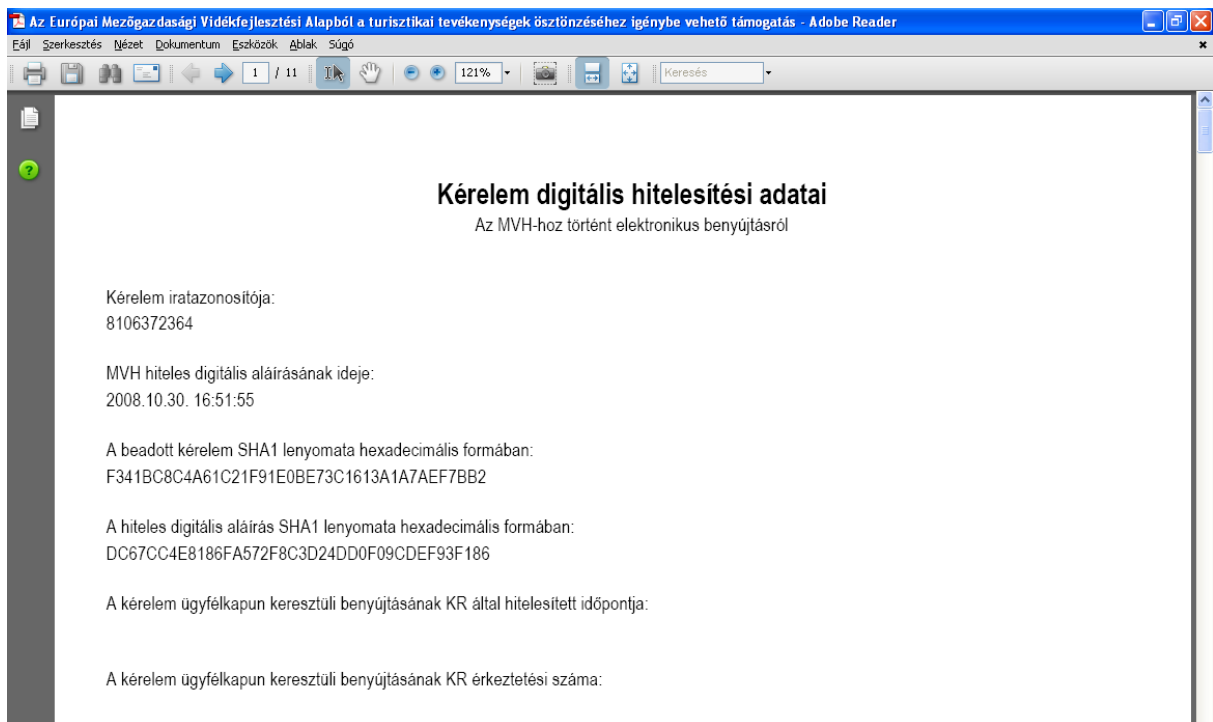 Az Európai Mezőgazdasági Vidékfejlesztési Alapból a turisztikai tevékenységek ösztönzéséhez igénybe vehető támogatás - Adobe Reader
Fájl Szerkesztés Nézet Dokumentum Eszközök Ablak Súgó
1 / 11 121% Keresés
Kérelem digitális hitelesítési adatai
Az MVH-hoz történt elektronikus benyújtásról
Kérelem iratazonosítója:
8106372364
MVH hiteles digitális aláírásának ideje:
2008.10.30. 16:51:55
A beadott kérelem SHA1 lenyomata hexadecimális formában:
F341BC8C4A61C21F91E0BE73C1613A1A7AEF7BB2
A hiteles digitális aláírás SHA1 lenyomata hexadecimális formában:
DC67CC4E8186FA572F8C3D24DD0F09CDEF93F186
A kérelem ügyfélkapun keresztüli benyújtásának KR által hitelesített időpontja:
A kérelem ügyfélkapun keresztüli benyújtásának KR érkeztetési száma: